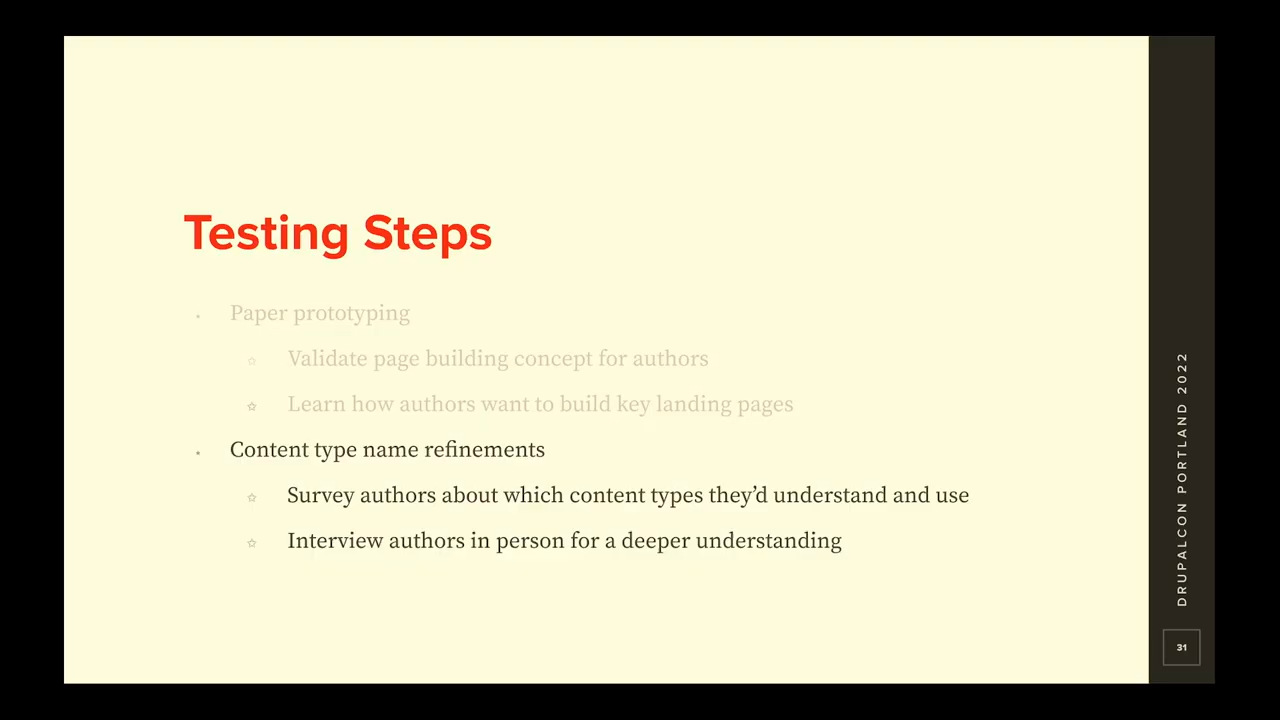 Testing Steps
Paper prototyping
Validate page building concept for authors
Learn how authors want to build key landing pages
Content type name refinements
Survey authors about which content types they’d understand and use
Interview authors in person for a deeper understanding
DRUPALCON PORTLAND 2022
31